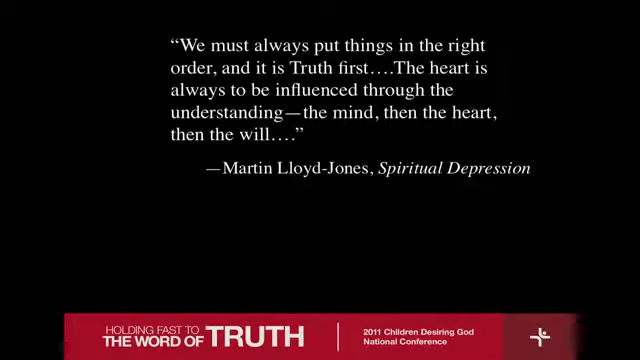 “We must always put things in the right
order, and it is Truth first….The heart is
always to be influenced through the
understanding—the mind, then the heart,
then the will….”
—Martin Lloyd-Jones, Spiritual Depression
HOLDING FAST TO
THE WORD OF TRUTH
2011 Children Desiring God
National Conference